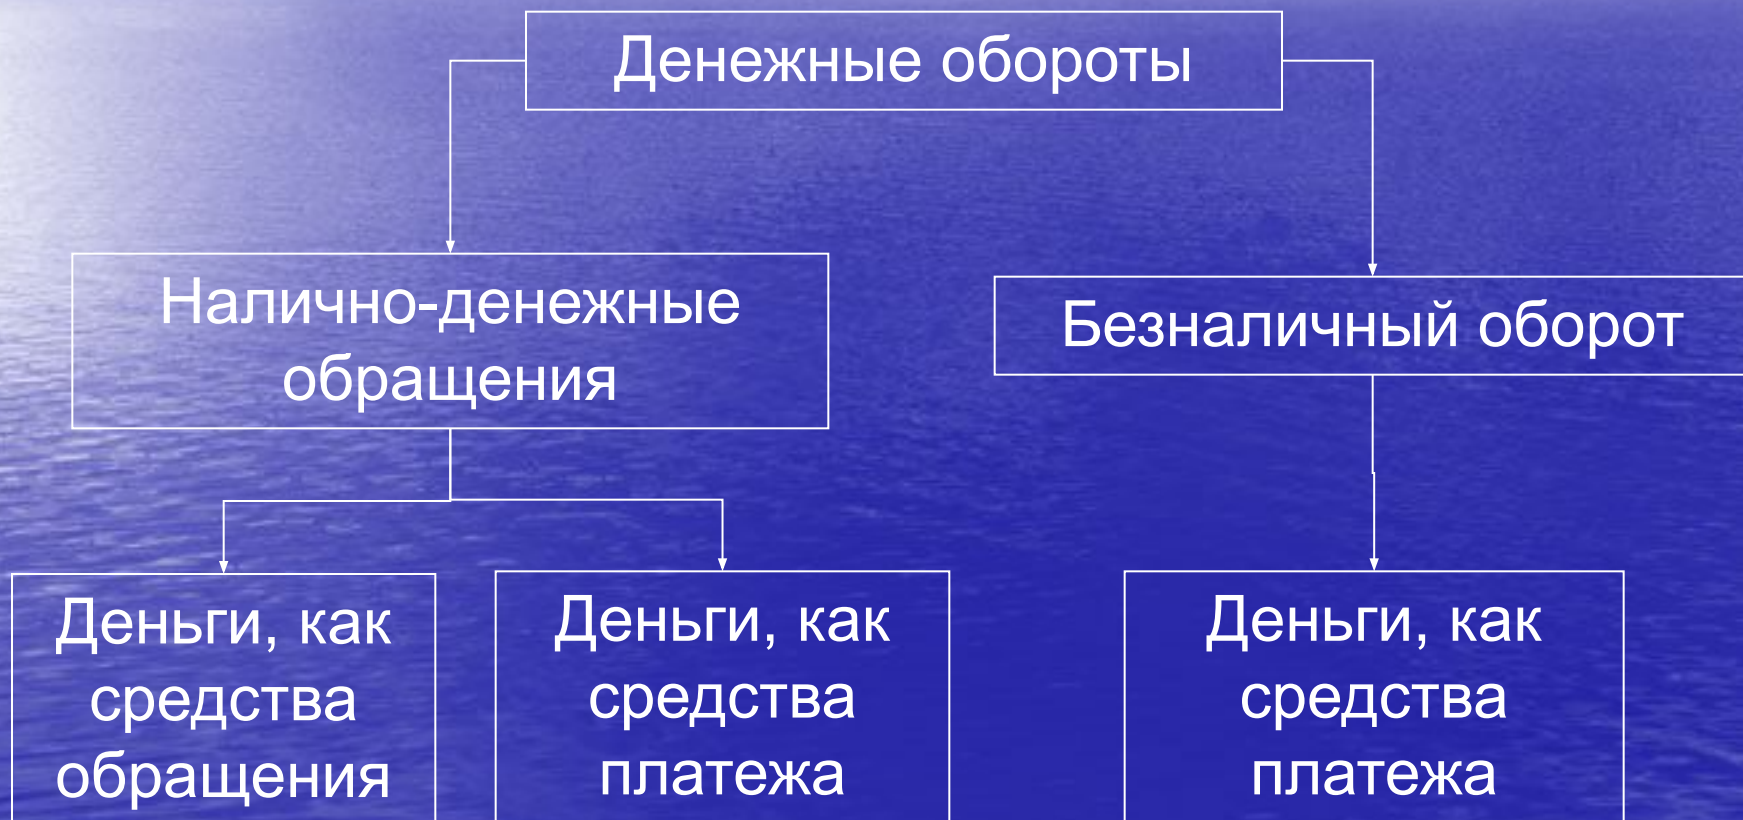 Денежные обороты
Налично-денежные
обращения
Безналичный оборот
Деньги, как
средства
обращения
Деньги, как
средства
платежа
Деньги, как
средства
платежа